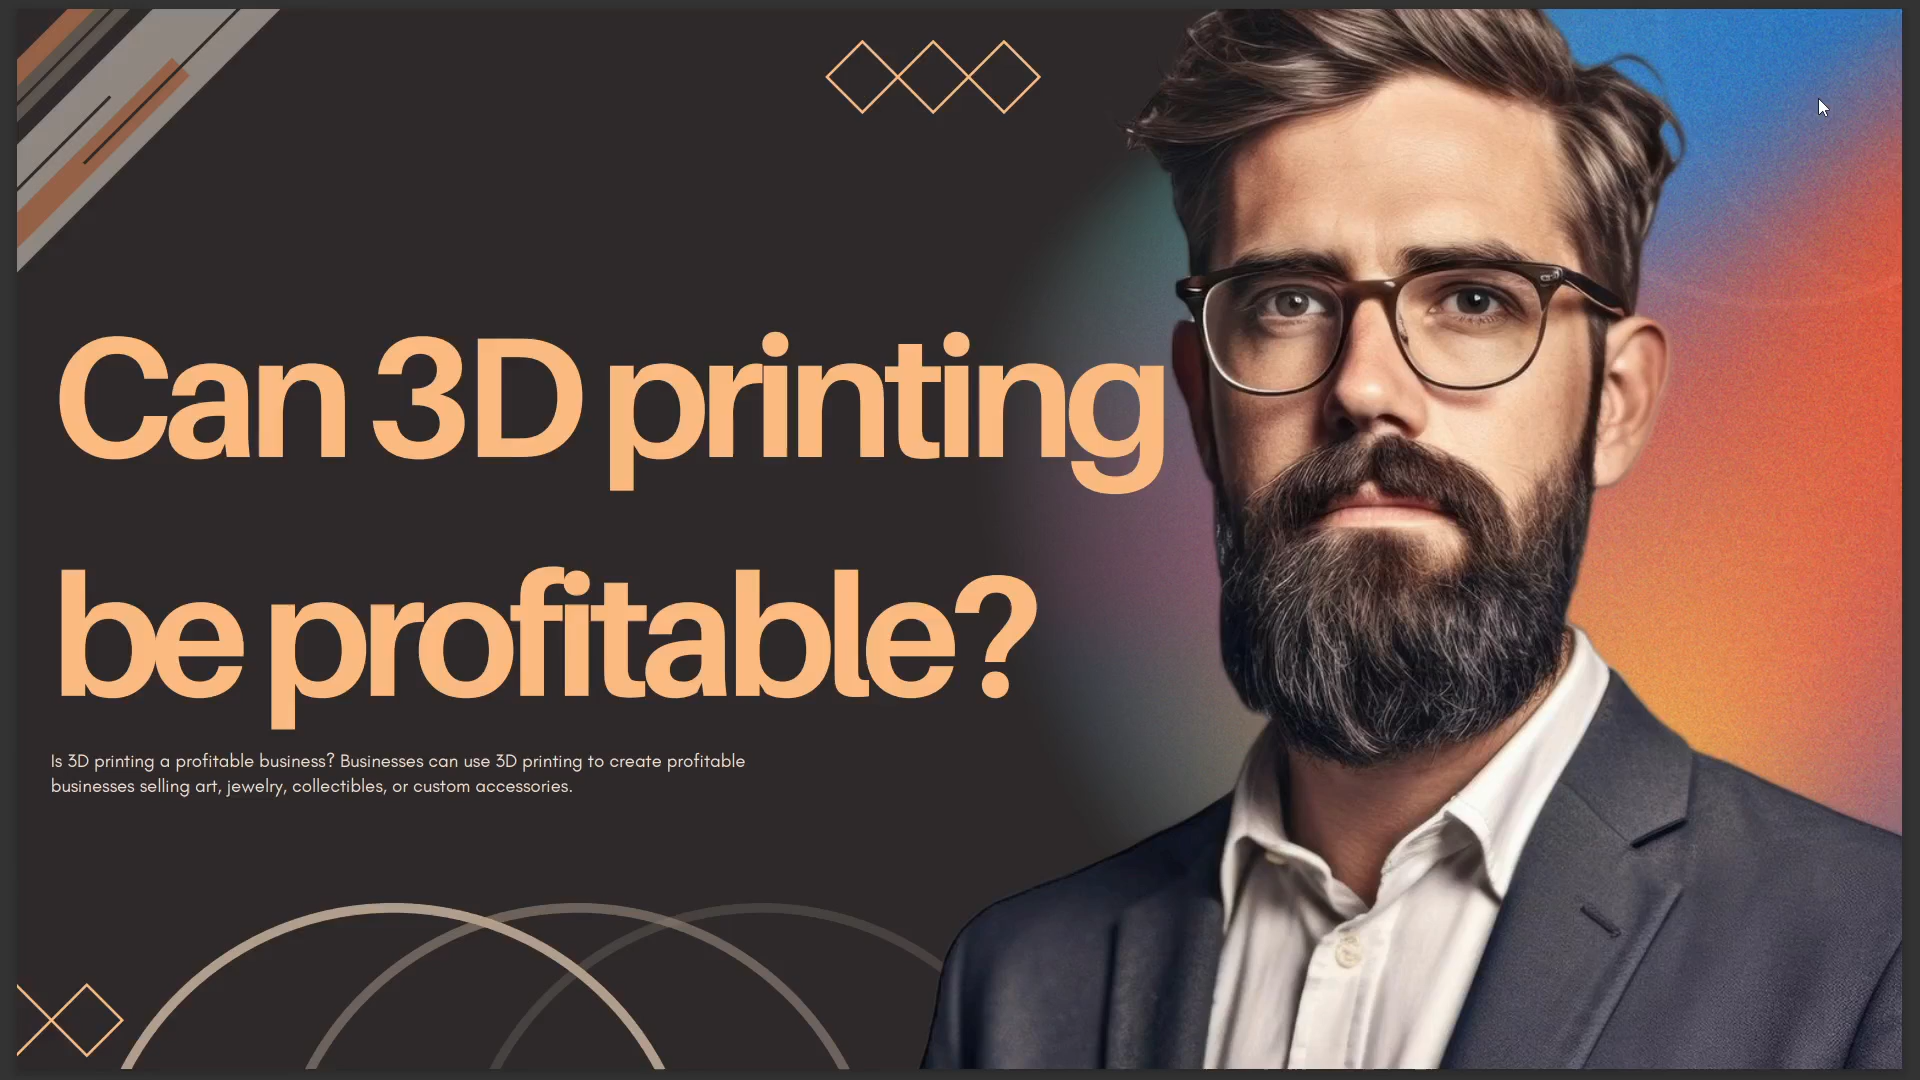 Can 3D printing
be profitable?
Is 3D printing a profitable business? Businesses can use 3D printing to create profitable
businesses selling art, jewelry, collectibles, or custom accessories.